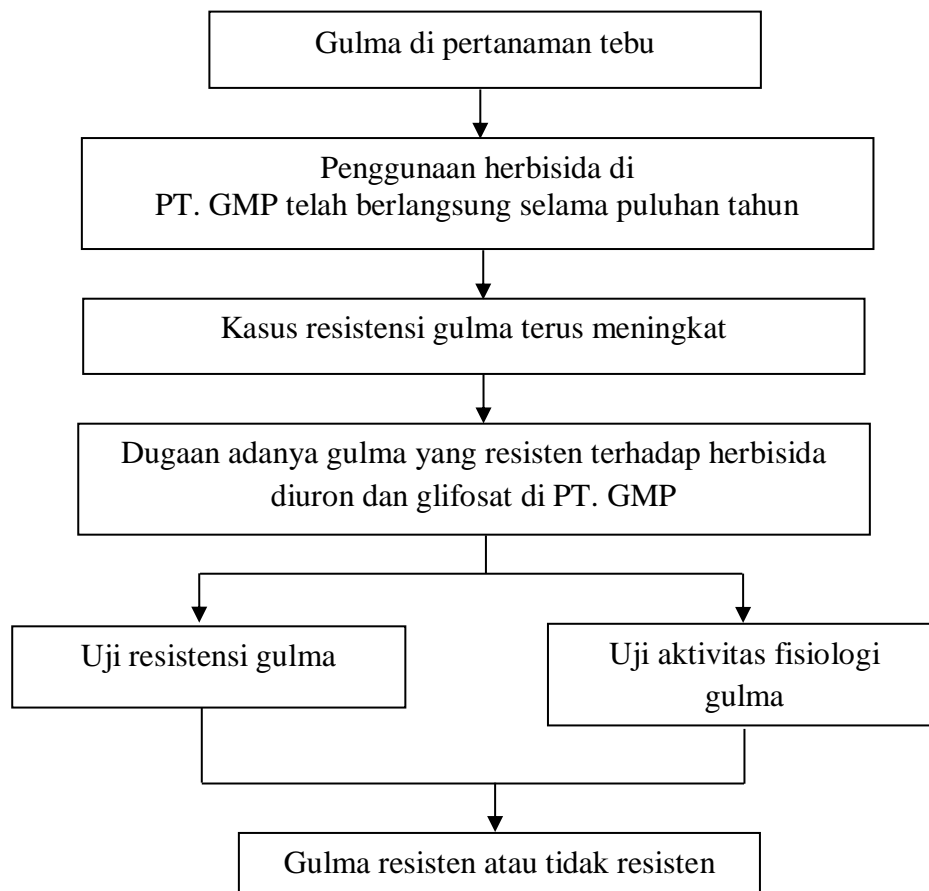 Gulma di pertanaman tebu
Penggunaan herbisida di
PT. GMP telah berlangsung selama puluhan tahun
Kasus resistensi gulma terus meningkat
Dugaan adanya gulma yang resisten terhadap herbisida
diuron dan glifosat di PT. GMP
Uji resistensi gulma
Uji aktivitas fisiologi
gulma
Gulma resisten atau tidak resisten